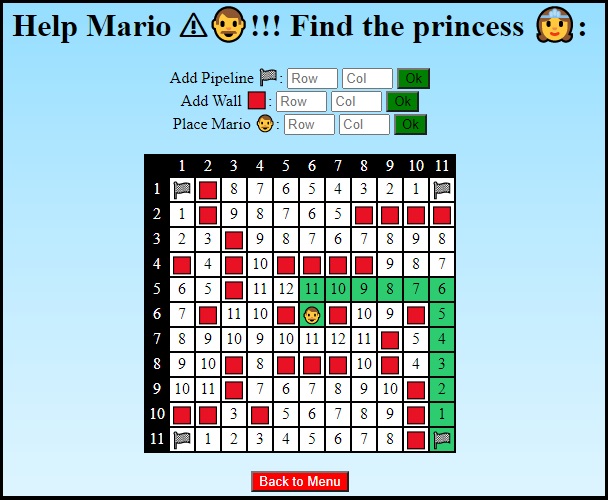 Help Mario ⚠👨!!! Find the princess 👸:
Add Pipeline 🏁: Row Col Ok
Add Wall 🟥: Row Col Ok
Place Mario 👨: Row Col Ok
1 2 3 4 5 6 7 8 9 10 11
1 🏁 🟥 8 7 6 5 4 3 2 1 🏁
2 1 🟥 9 8 7 6 5 🟥 🟥 🟥 🟥
3 2 3 🟥 9 8 7 6 7 8 9 8
4 🟥 4 🟥 10 🟥 🟥 🟥 🟥 9 8 7
5 6 5 🟥 11 12 11 10 9 8 7 6
6 7 🟥 11 10 🟥 👨 🟥 10 9 🟥 5
7 8 9 10 9 10 11 12 11 🟥 5 4
8 9 10 🟥 8 🟥 🟥 🟥 10 🟥 4 3
9 10 11 🟥 7 6 7 8 9 10 🟥 2
10 🟥 🟥 3 🟥 5 6 7 8 9 🟥 1
11 🏁 1 2 3 4 5 6 7 8 🟥 🏁
Back to Menu